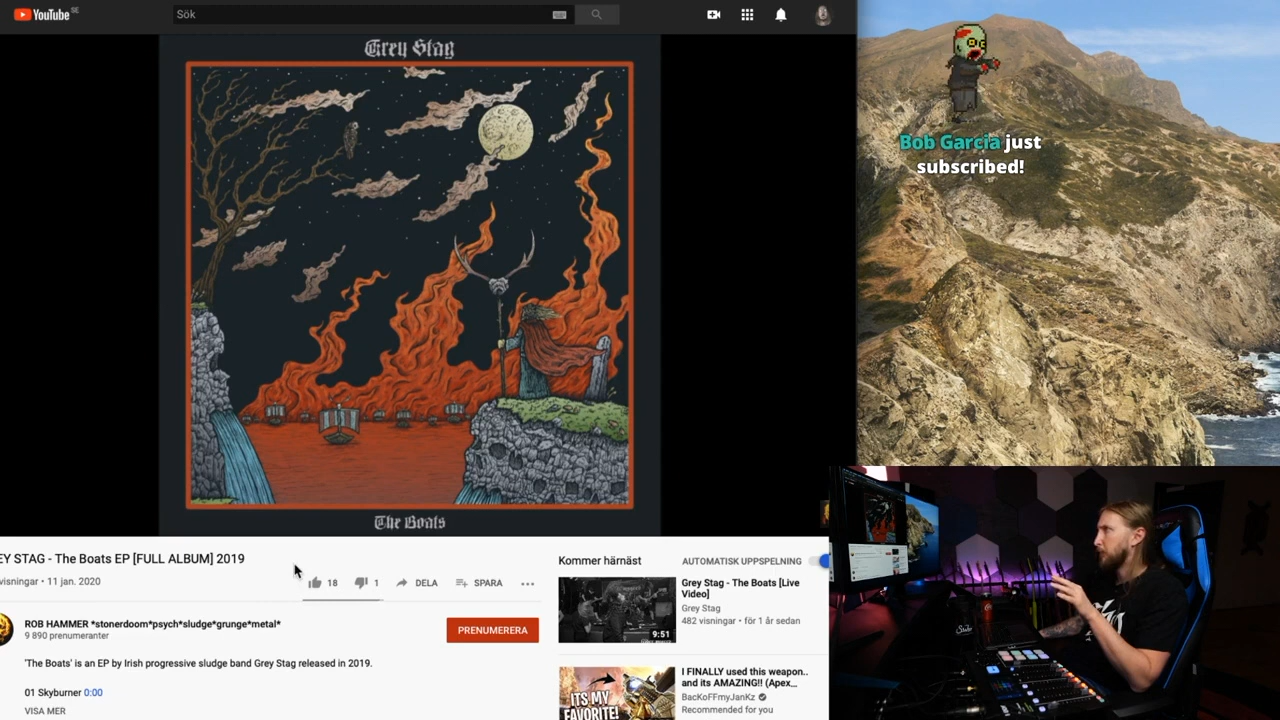 YouTube SE
Sök
Grey Stag
The Boats
Bob Garcia just
subscribed!
EY STAG - The Boats EP [FULL ALBUM] 2019
visningar • 11 jan. 2020
18
1
DELA
SPARA
ROB HAMMER *stonerdoom*psych*sludge*grunge*metal*
9 890 prenumeranter
PRENUMERERA
'The Boats' is an EP by Irish progressive sludge band Grey Stag released in 2019.
01 Skyburner 0:00
VISA MER
Kommer härnäst
AUTOMATISK UPPSPELNING
9:51
Grey Stag - The Boats [Live
Video]
Grey Stag
482 visningar • för 1 år sedan
ITS MY
FAVORITE!
I FINALLY used this weapon..
and its AMAZING!! (Apex...
BacKoFFmyJanKz
Recommended for you